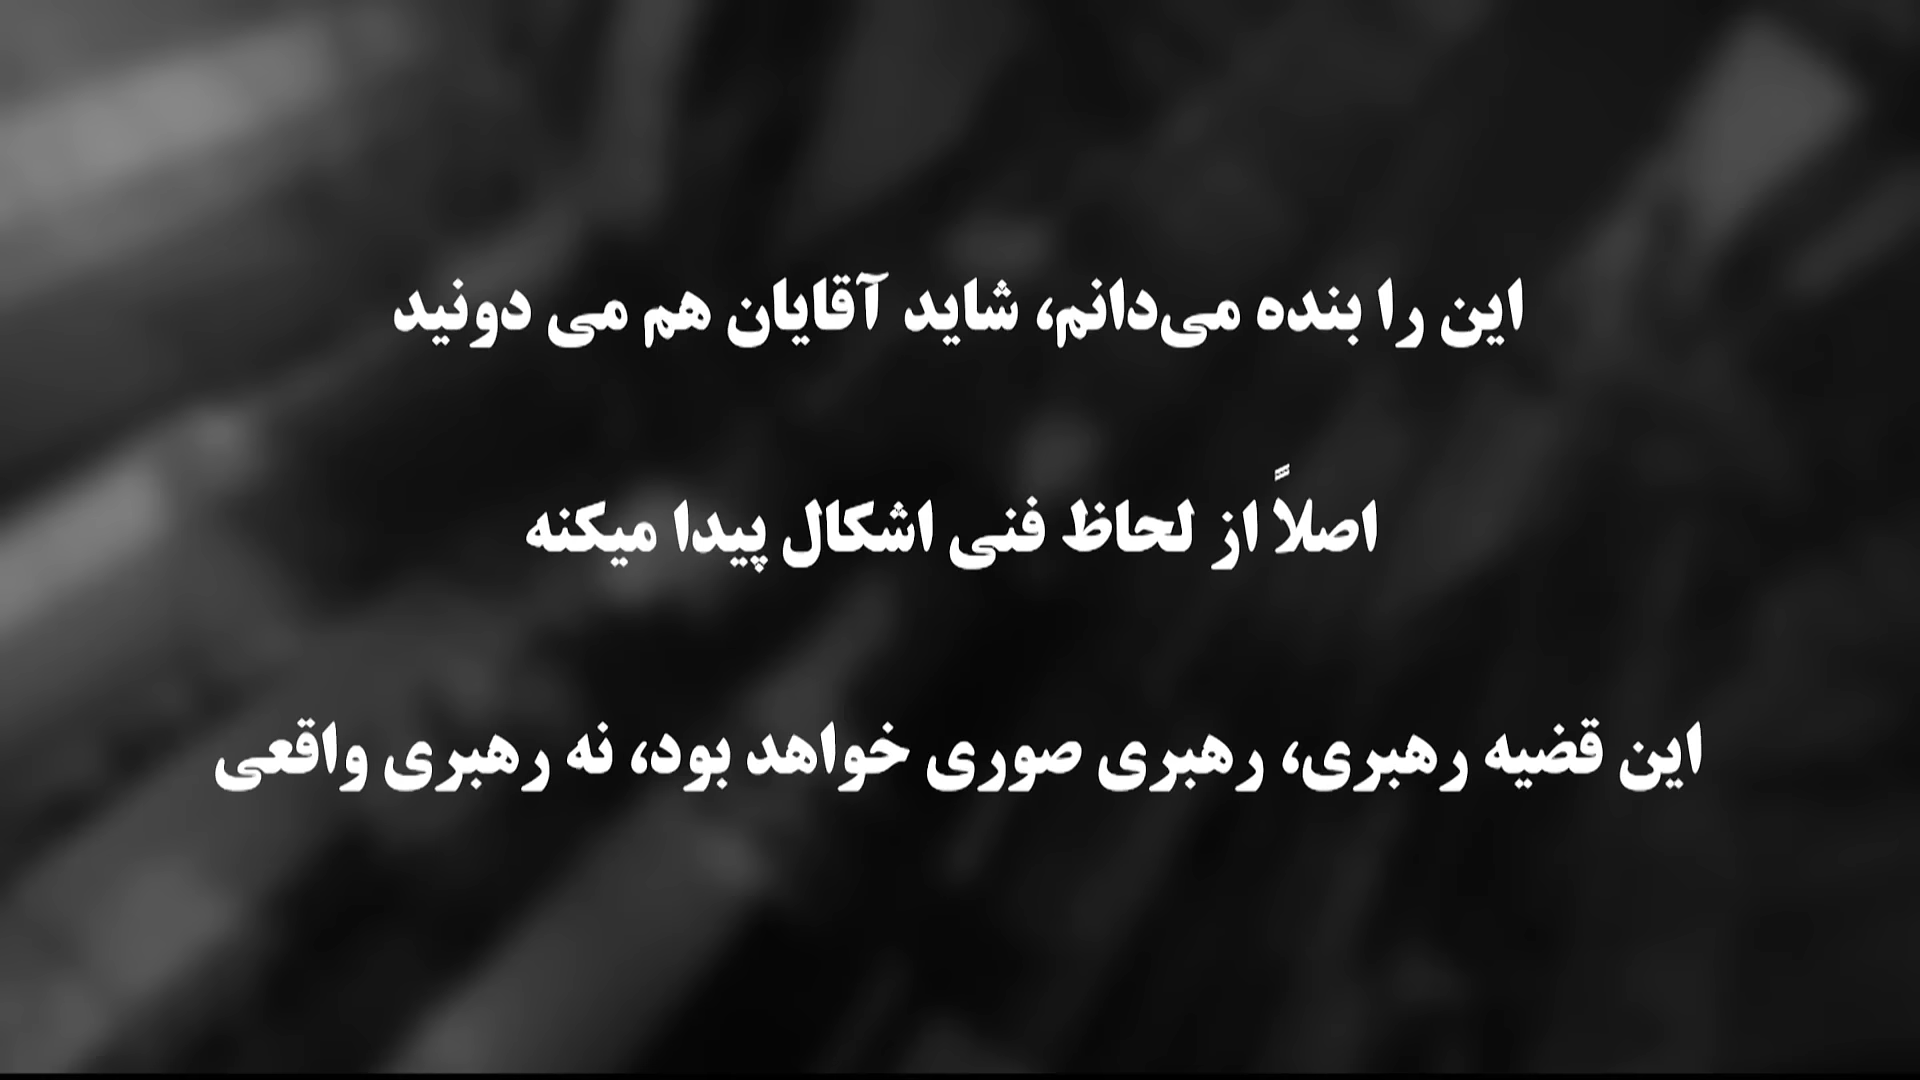 این را بنده می‌دانم، شاید آقایان هم می دونید
اصلاً از لحاظ فنی اشکال پیدا میکنه
این قضیه رهبری، رهبری صوری خواهد بود، نه رهبری واقعی